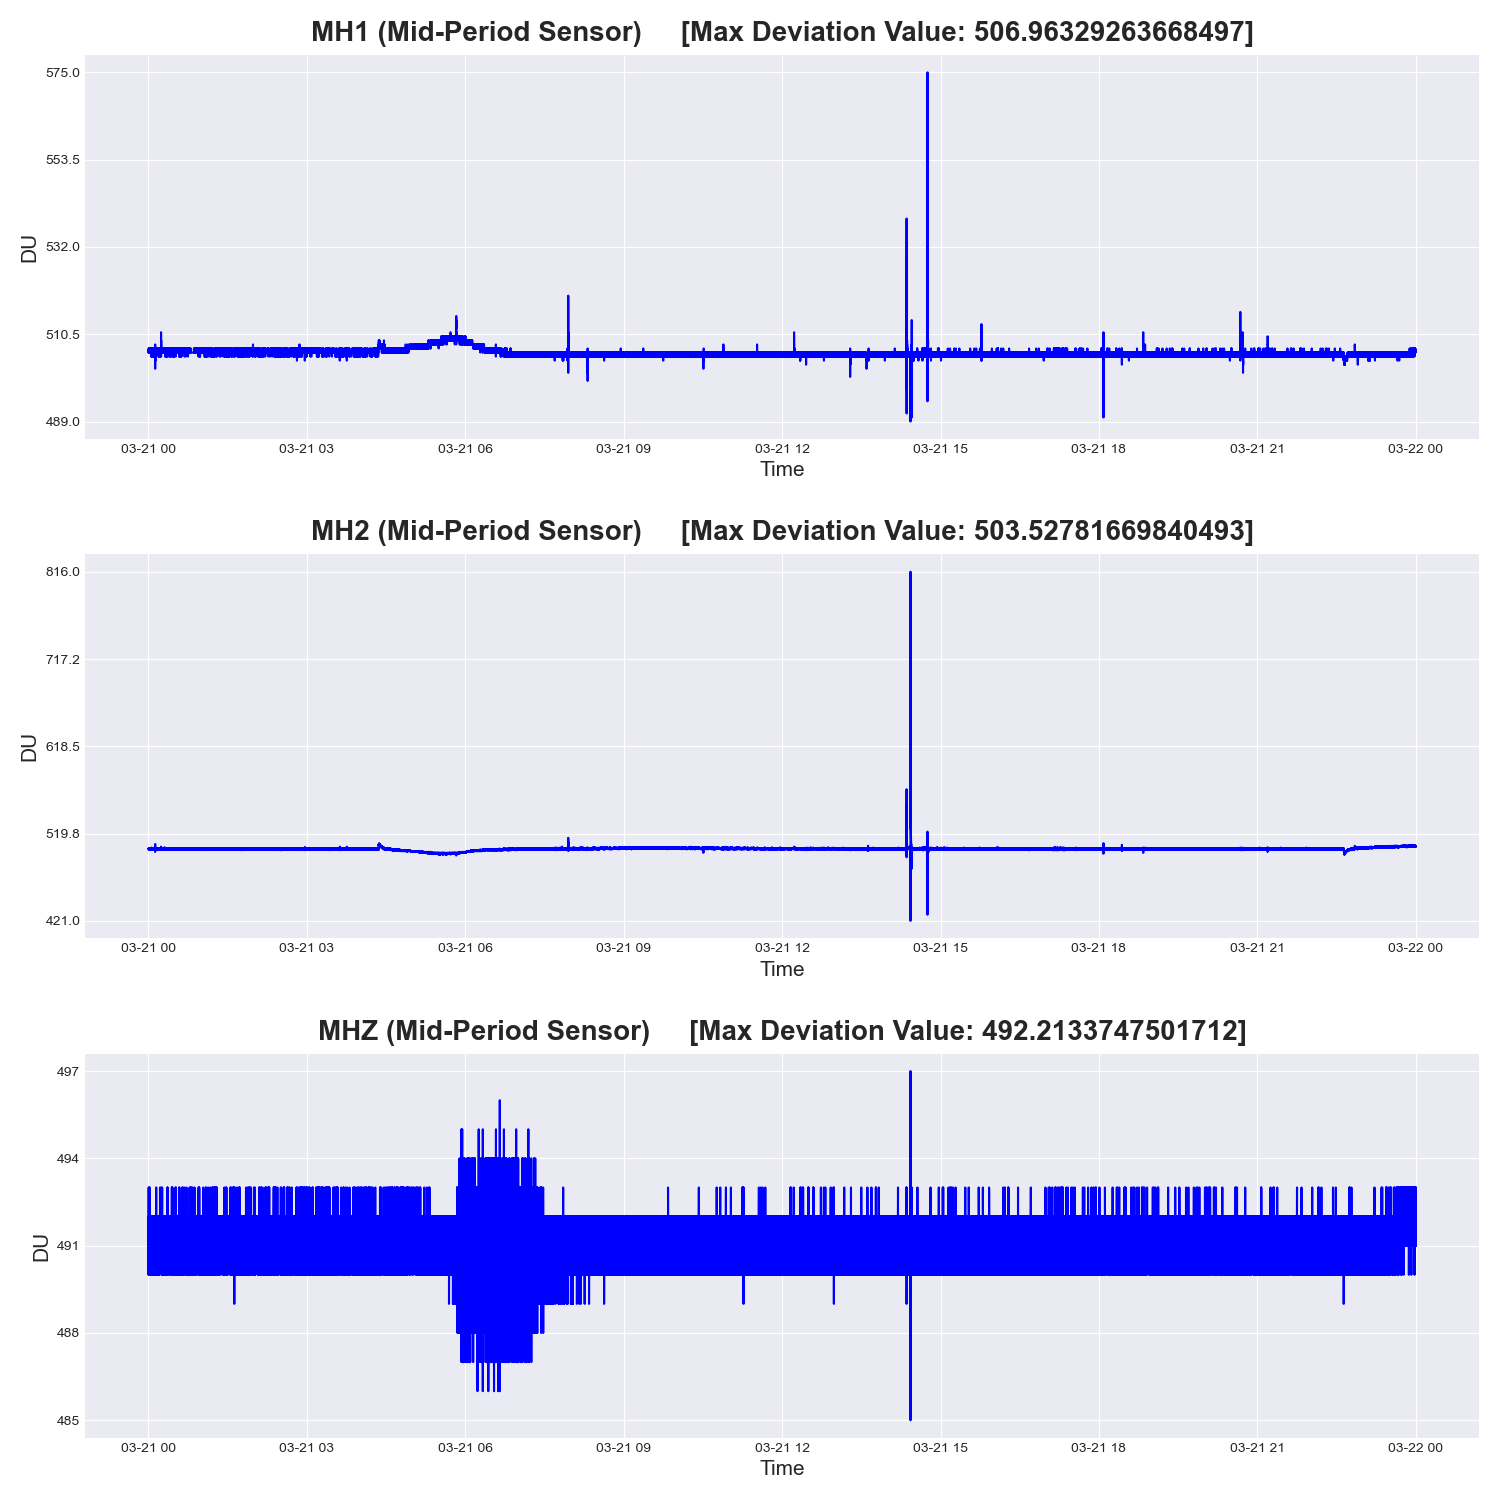 MH1 (Mid-Period Sensor) [Max Deviation Value: 506.96329263668497]
575.0
553.5
532.0
510.5
489.0
DU
03-21 00 03-21 03 03-21 06 03-21 09 03-21 12 03-21 15 03-21 18 03-21 21 03-22 00
Time
MH2 (Mid-Period Sensor) [Max Deviation Value: 503.52781669840493]
816.0
717.2
618.5
519.8
421.0
DU
03-21 00 03-21 03 03-21 06 03-21 09 03-21 12 03-21 15 03-21 18 03-21 21 03-22 00
Time
MHZ (Mid-Period Sensor) [Max Deviation Value: 492.2133747501712]
497
494
491
488
485
DU
03-21 00 03-21 03 03-21 06 03-21 09 03-21 12 03-21 15 03-21 18 03-21 21 03-22 00
Time